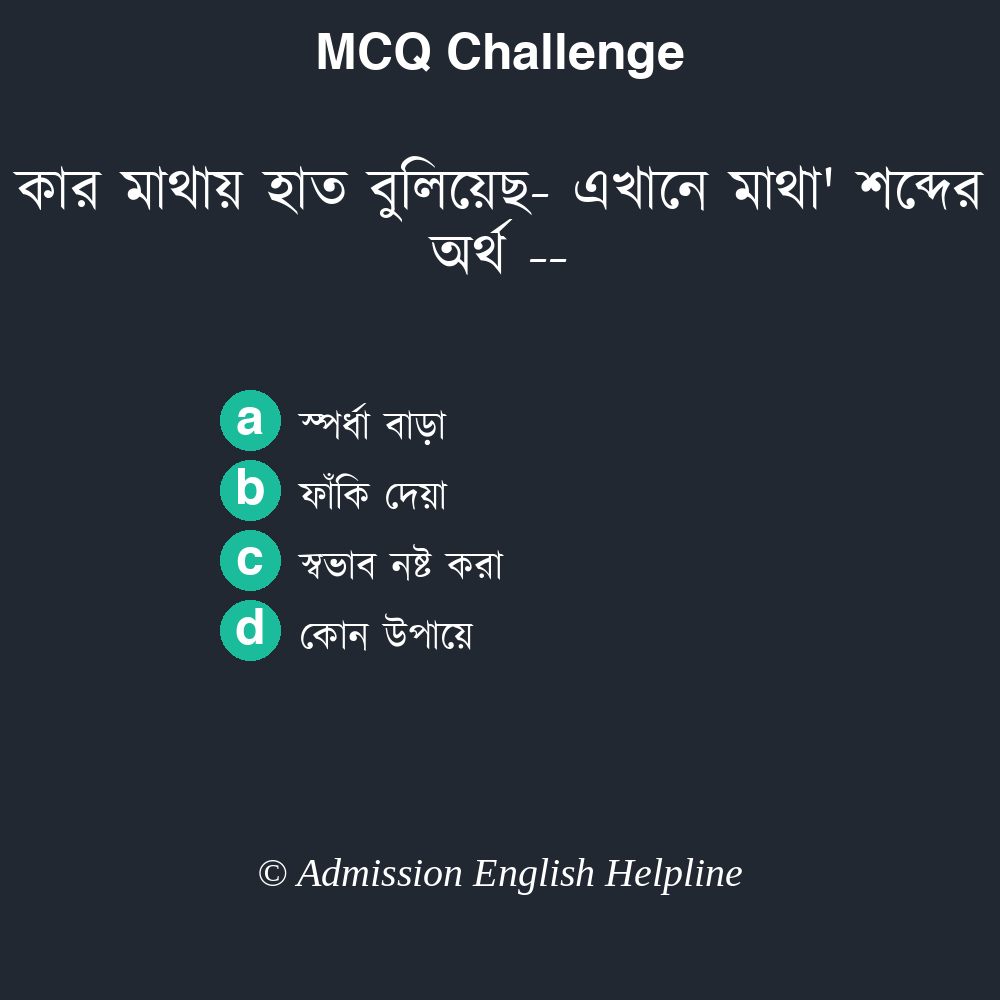 MCQ Challenge
কার মাথায় হাত বুলিয়েছ- এখানে মাথা' শব্দের
অর্থ --
a স্পর্ধা বাড়া
b ফাঁকি দেয়া
c স্বভাব নষ্ট করা
d কোন উপায়ে
© Admission English Helpline